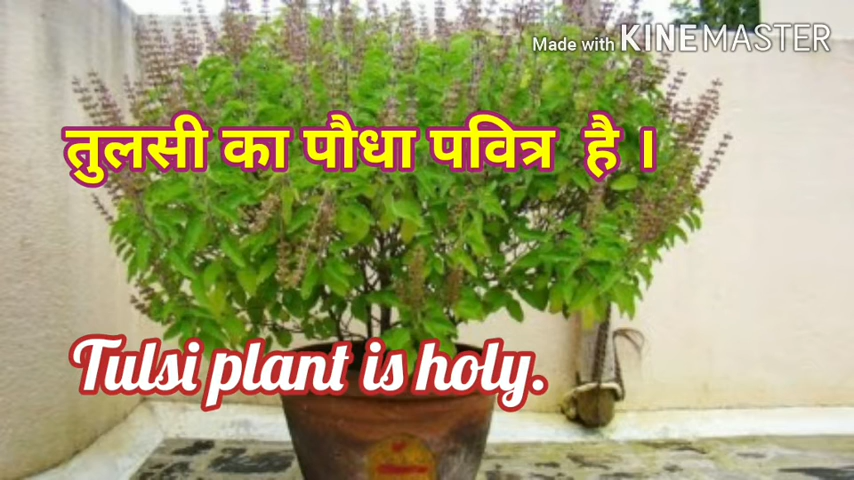 Made with KINEMASTER
तुलसी का पौधा पवित्र है ।
Tulsi plant is holy.